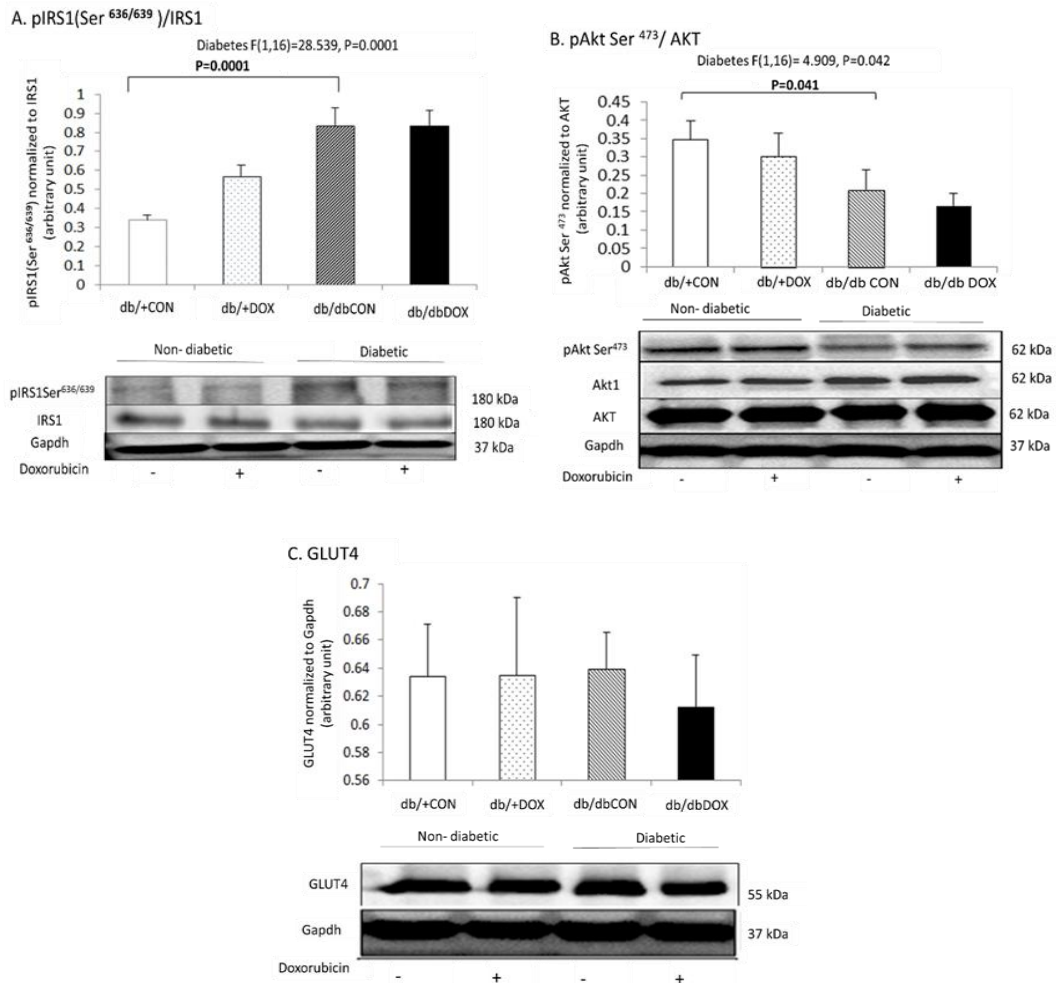 A. pIRS1(Ser 636/639 )/IRS1
Diabetes F(1,16)=28.539, P=0.0001
P=0.0001
pIRS1(Ser 636/639) normalized to IRS1
(arbitrary unit)
1
0.9
0.8
0.7
0.6
0.5
0.4
0.3
0.2
0.1
0
db/+CON db/+DOX db/dbCON db/dbDOX
Non- diabetic Diabetic
pIRS1Ser636/639 180 kDa
IRS1 180 kDa
Gapdh 37 kDa
Doxorubicin - + - +
B. pAkt Ser 473/ AKT
Diabetes F(1,16)= 4.909, P=0.042
P=0.041
pAkt Ser 473 normalized to AKT
(arbitrary unit)
0.45
0.4
0.35
0.3
0.25
0.2
0.15
0.1
0.05
0
db/+CON db/+DOX db/db CON db/db DOX
Non- diabetic Diabetic
pAkt Ser473 62 kDa
Akt1 62 kDa
AKT 62 kDa
Gapdh 37 kDa
Doxorubicin - + - +
C. GLUT4
GLUT4 normalized to Gapdh
(arbitrary unit)
0.7
0.68
0.66
0.64
0.62
0.6
0.58
0.56
db/+CON db/+DOX db/dbCON db/dbDOX
Non- diabetic Diabetic
GLUT4 55 kDa
Gapdh 37 kDa
Doxorubicin - + - +